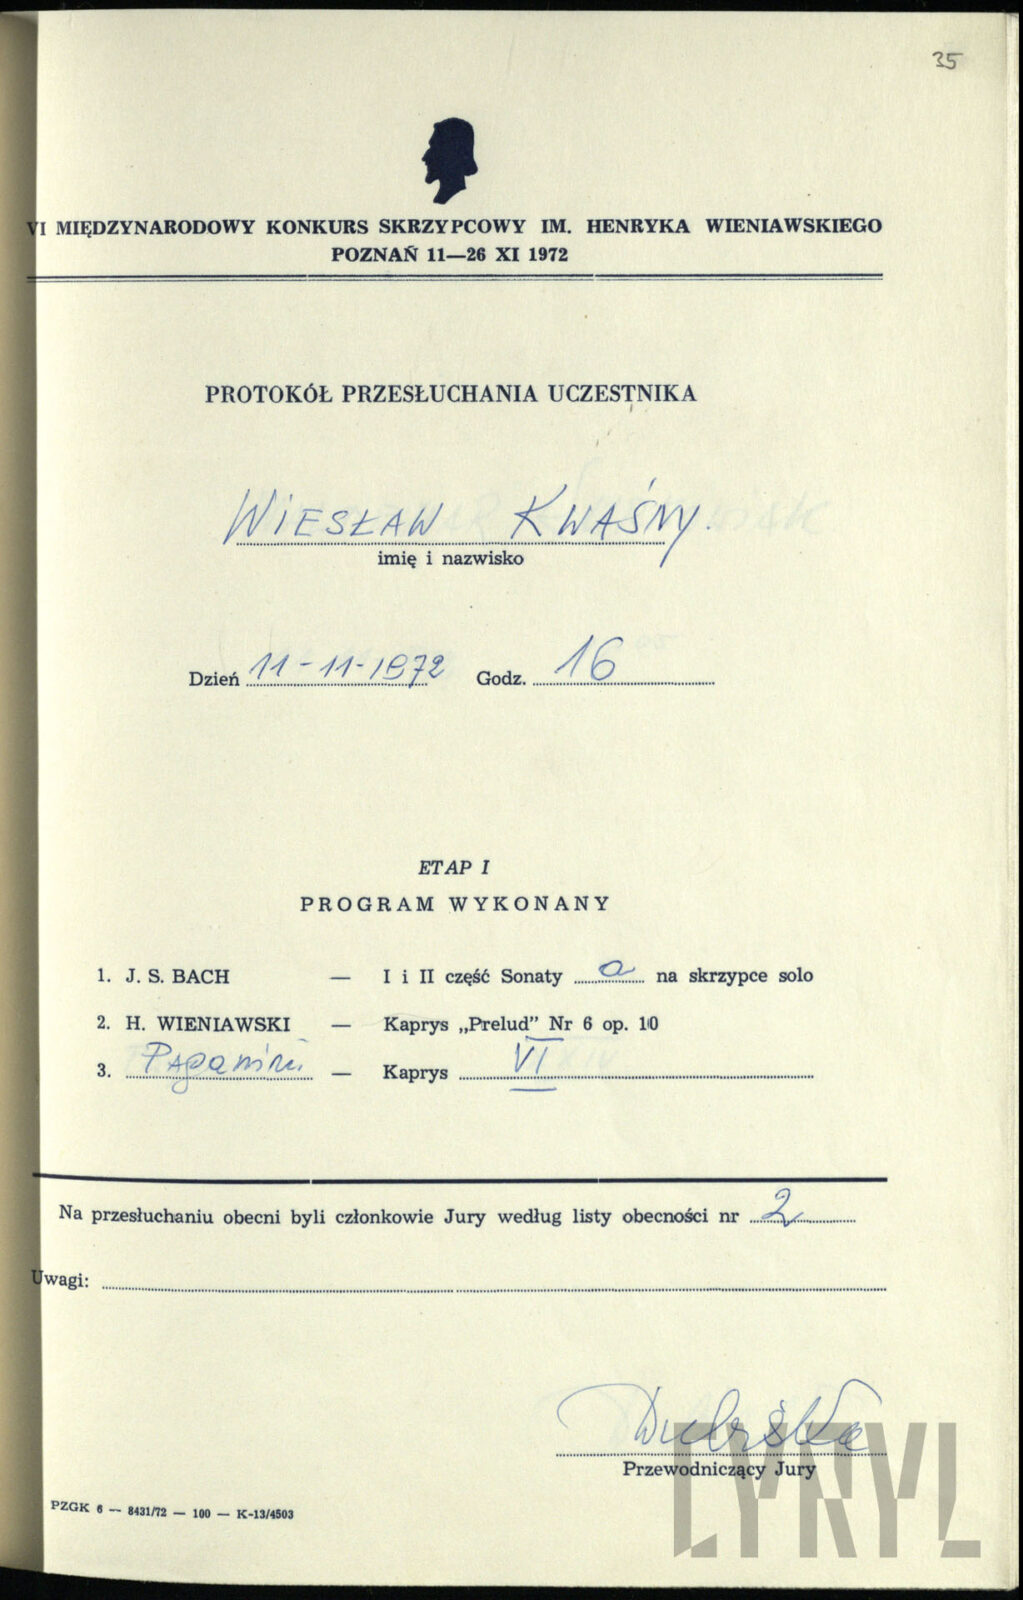 35
VI MIĘDZYNARODOWY KONKURS SKRZYPCOWY IM. HENRYKA WIENIAWSKIEGO
POZNAŃ 11—26 XI 1972
PROTOKÓŁ PRZESŁUCHANIA UCZESTNIKA
WIESŁAW KWAŚNY.
imię i nazwisko
Dzień 11-11-1972 Godz. 16
ETAP I
PROGRAM WYKONANY
1. J. S. BACH — I i II część Sonaty a na skrzypce solo
2. H. WIENIAWSKI — Kaprys „Prelud” Nr 6 op. 10
3. Paganini — Kaprys VI
Na przesłuchaniu obecni byli członkowie Jury według listy obecności nr 2
Uwagi:
Przewodniczący Jury
PZGK 6 — 8431/72 — 100 — K-13/4503
CYRYL